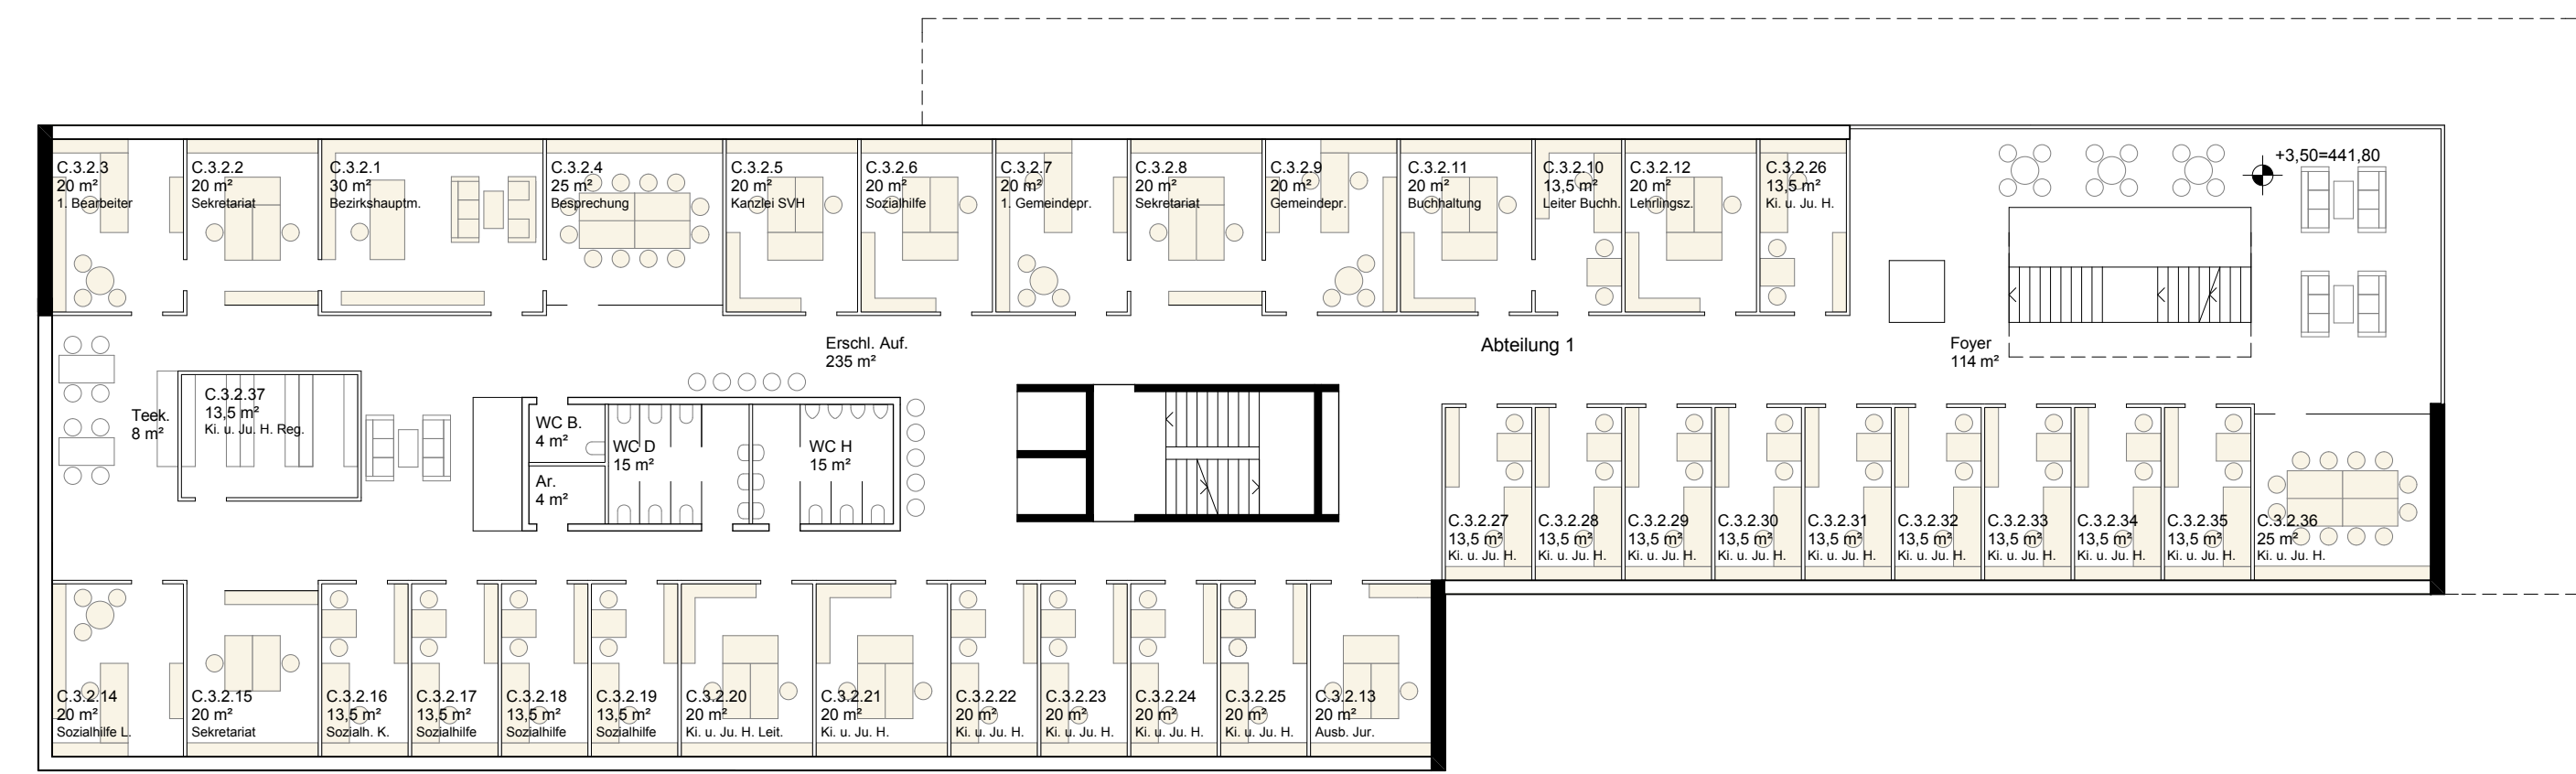 C.3.2.3
20 m²
1. Bearbeiter
C.3.2.2
20 m²
Sekretariat
C.3.2.1
30 m²
Bezirkshauptm.
C.3.2.4
25 m²
Besprechung
C.3.2.5
20 m²
Kanzlei SVH
C.3.2.6
20 m²
Sozialhilfe
C.3.2.7
20 m²
1. Gemeindepr.
C.3.2.8
20 m²
Sekretariat
C.3.2.9
20 m²
Gemeindepr.
C.3.2.11
20 m²
Buchhaltung
C.3.2.10
13,5 m²
Leiter Buchh.
C.3.2.12
20 m²
Lehrlingsz.
C.3.2.26
13,5 m²
Ki. u. Ju. H.
+3,50=441,80
Erschl. Auf.
235 m²
Abteilung 1
Foyer
114 m²
Teek.
8 m²
C.3.2.37
13,5 m²
Ki. u. Ju. H. Reg.
WC B.
4 m²
Ar.
4 m²
WC D
15 m²
WC H
15 m²
C.3.2.27
13,5 m²
Ki. u. Ju. H.
C.3.2.28
13,5 m²
Ki. u. Ju. H.
C.3.2.29
13,5 m²
Ki. u. Ju. H.
C.3.2.30
13,5 m²
Ki. u. Ju. H.
C.3.2.31
13,5 m²
Ki. u. Ju. H.
C.3.2.32
13,5 m²
Ki. u. Ju. H.
C.3.2.33
13,5 m²
Ki. u. Ju. H.
C.3.2.34
13,5 m²
Ki. u. Ju. H.
C.3.2.35
13,5 m²
Ki. u. Ju. H.
C.3.2.36
25 m²
Ki. u. Ju. H.
C.3.2.14
20 m²
Sozialhilfe L.
C.3.2.15
20 m²
Sekretariat
C.3.2.16
13,5 m²
Sozialh. K.
C.3.2.17
13,5 m²
Sozialhilfe
C.3.2.18
13,5 m²
Sozialhilfe
C.3.2.19
13,5 m²
Sozialhilfe
C.3.2.20
20 m²
Ki. u. Ju. H. Leit.
C.3.2.21
20 m²
Ki. u. Ju. H.
C.3.2.22
20 m²
Ki. u. Ju. H.
C.3.2.23
20 m²
Ki. u. Ju. H.
C.3.2.24
20 m²
Ki. u. Ju. H.
C.3.2.25
20 m²
Ki. u. Ju. H.
C.3.2.13
20 m²
Ausb. Jur.